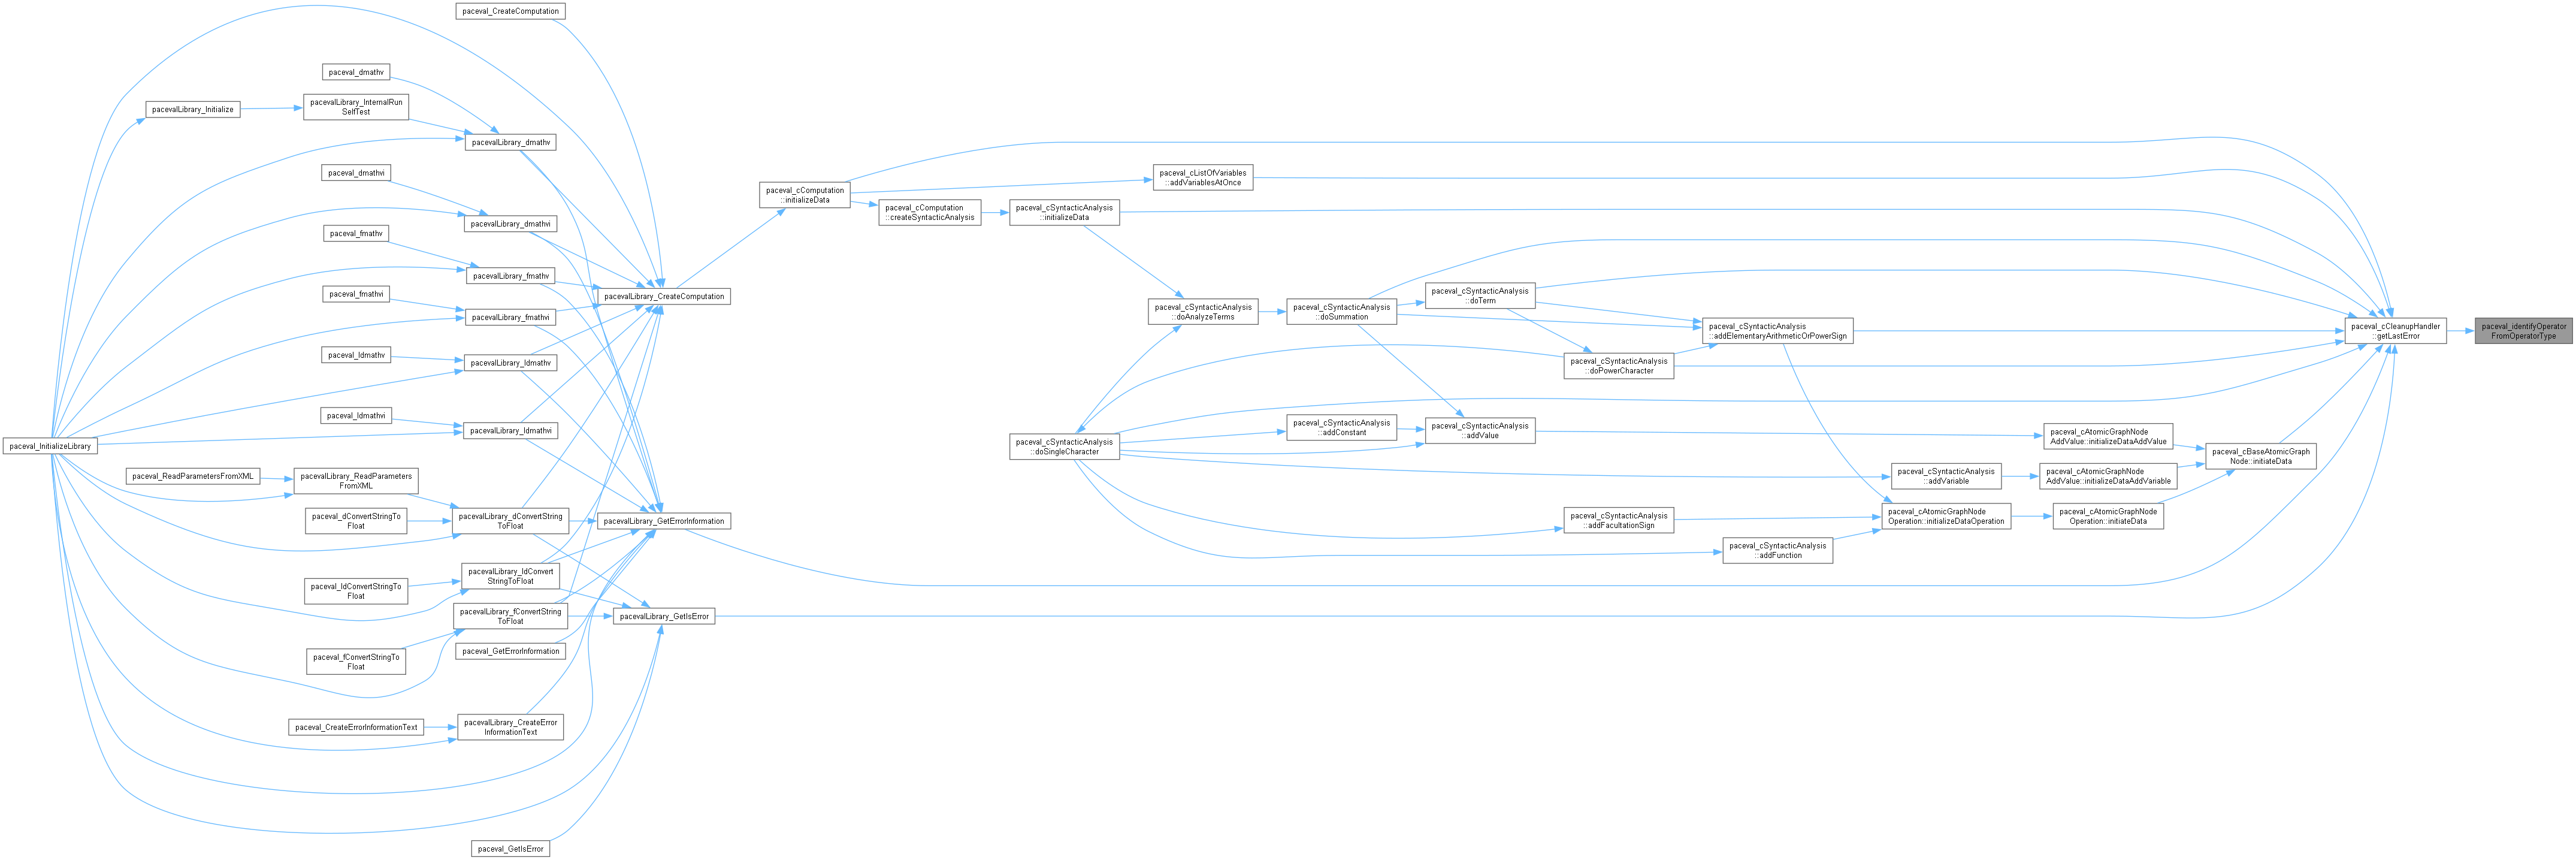 paceval_CreateComputation
paceval_dmathv
pacevalLibrary_InternalRun
SelfTest
pacevalLibrary_Initialize
pacevalLibrary_dmathv
paceval_dmathvi
pacevalLibrary_dmathvi
paceval_fmathv
pacevalLibrary_fmathv
paceval_fmathvi
pacevalLibrary_fmathvi
paceval_ldmathv
pacevalLibrary_ldmathv
paceval_ldmathvi
pacevalLibrary_ldmathvi
paceval_InitializeLibrary
paceval_ReadParametersFromXML
pacevalLibrary_ReadParameters
FromXML
paceval_dConvertStringTo
Float
pacevalLibrary_dConvertString
ToFloat
paceval_ldConvertStringTo
Float
pacevalLibrary_ldConvert
StringToFloat
pacevalLibrary_fConvertString
ToFloat
paceval_fConvertStringTo
Float
paceval_GetErrorInformation
paceval_CreateErrorInformationText
pacevalLibrary_CreateError
InformationText
paceval_GetIsError
pacevalLibrary_CreateComputation
pacevalLibrary_GetErrorInformation
pacevalLibrary_GetIsError
paceval_cComputation
::initializeData
paceval_cComputation
::createSyntacticAnalysis
paceval_cListOfVariables
::addVariablesAtOnce
paceval_cSyntacticAnalysis
::initializeData
paceval_cSyntacticAnalysis
::doAnalyzeTerms
paceval_cSyntacticAnalysis
::doSummation
paceval_cSyntacticAnalysis
::doTerm
paceval_cSyntacticAnalysis
::doPowerCharacter
paceval_cSyntacticAnalysis
::addElementaryArithmeticOrPowerSign
paceval_cSyntacticAnalysis
::doSingleCharacter
paceval_cSyntacticAnalysis
::addConstant
paceval_cSyntacticAnalysis
::addValue
paceval_cSyntacticAnalysis
::addFacultationSign
paceval_cSyntacticAnalysis
::addFunction
paceval_cSyntacticAnalysis
::addVariable
paceval_cAtomicGraphNode
Operation::initializeDataOperation
paceval_cAtomicGraphNode
AddValue::initializeDataAddValue
paceval_cAtomicGraphNode
AddValue::initializeDataAddVariable
paceval_cAtomicGraphNode
Operation::initiateData
paceval_cBaseAtomicGraph
Node::initiateData
paceval_cCleanupHandler
::getLastError
paceval_identifyOperator
FromOperatorType